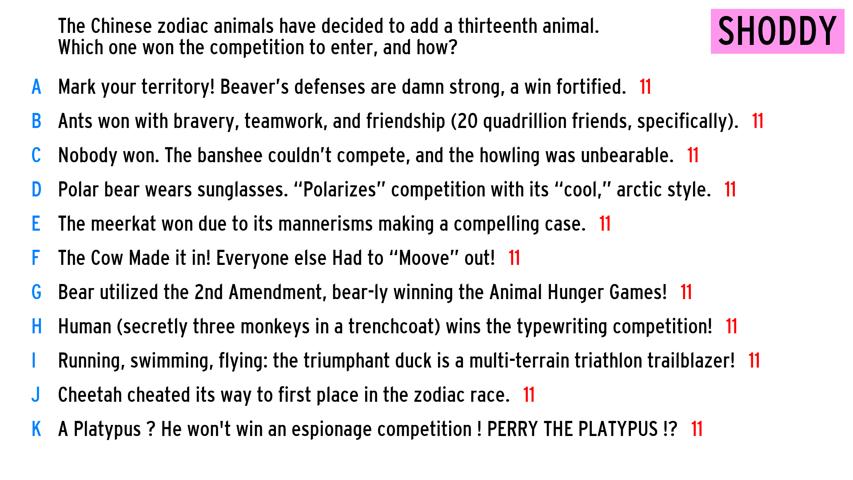 The Chinese zodiac animals have decided to add a thirteenth animal.
Which one won the competition to enter, and how?
SHODDY
A Mark your territory! Beaver's defenses are damn strong, a win fortified. 11
B Ants won with bravery, teamwork, and friendship (20 quadrillion friends, specifically). 11
C Nobody won. The banshee couldn't compete, and the howling was unbearable. 11
D Polar bear wears sunglasses. “Polarizes” competition with its “cool,” arctic style. 11
E The meerkat won due to its mannerisms making a compelling case. 11
F The Cow Made it in! Everyone else Had to “Moove” out! 11
G Bear utilized the 2nd Amendment, bear-ly winning the Animal Hunger Games! 11
H Human (secretly three monkeys in a trenchcoat) wins the typewriting competition! 11
I Running, swimming, flying: the triumphant duck is a multi-terrain triathlon trailblazer! 11
J Cheetah cheated its way to first place in the zodiac race. 11
K A Platypus ? He won't win an espionage competition ! PERRY THE PLATYPUS !? 11